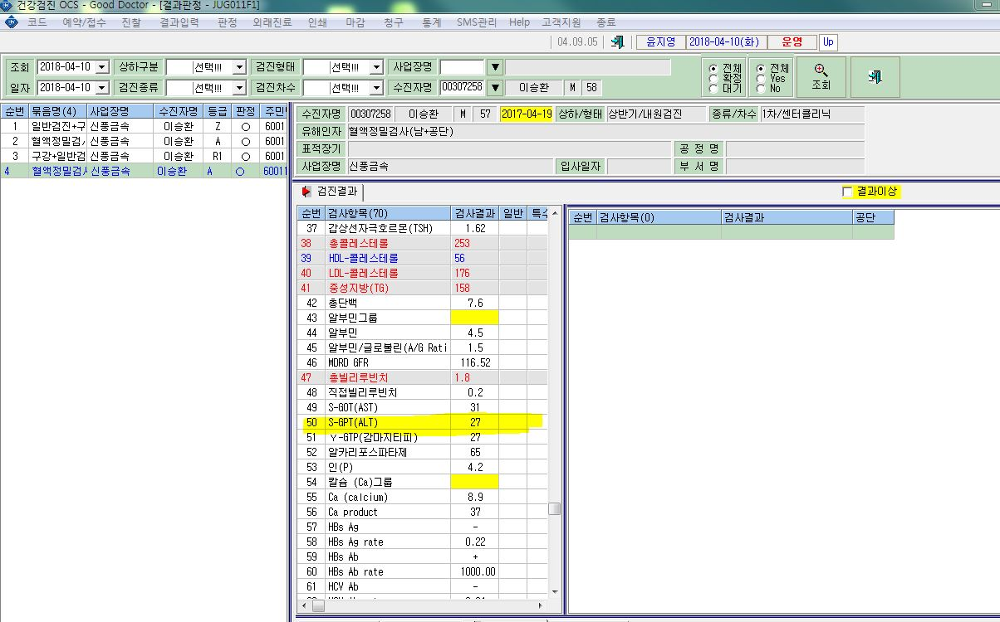 건강검진 OCS - Good Doctor - [결과판정 - JUG011F1]
코드 예약/접수 진찰 결과입력 판정 외래진료 인쇄 마감 청구 통계 SMS관리 Help 고객지원 종료
04.09.05 윤지영 2018-04-10(화) 운영 Up
조회 2018-04-10 상하구분 |선택!!! 검진형태 |선택!!! 사업장명 전체 확정 대기 전체 Yes No 조회
일자 2018-04-10 검진종류 |선택!!! 검진차수 |선택!!! 수진자명 00307258 이승환 M 58
순번 묶음명(4) 사업장명 수진자명 등급 판정
1 일반검진+구 신풍금속 이승환 Z ○ 6001
2 혈액정밀검 신풍금속 이승환 A ○ 6001
3 구강+일반검 신풍금속 이승환 R1 ○ 6001
4 혈액정밀검사 신풍금속 이승환 A ○ 60011
수진자명 00307258 이승환 M 57 2017-04-19 상하/형태 상반기/내원검진 종류/차수 1차/센터클리닉
유해인자 혈액정밀검사(남+공단)
표적장기 공 정 명
사업장명 신풍금속 입사일자 부 서 명
검진결과 결과이상
순번 검사항목(70) 검사결과 일반 특수
37 갑상선자극호르몬(TSH) 1.62
38 총콜레스테롤 253
39 HDL-콜레스테롤 56
40 LDL-콜레스테롤 176
41 중성지방(TG) 158
42 총단백 7.6
43 알부민그룹
44 알부민 4.5
45 알부민/글로불린(A/G Rati 1.5
46 MDRD GFR 116.52
47 총빌리루빈치 1.8
48 직접빌리루빈치 0.2
49 S-GOT(AST) 31
50 S-GPT(ALT) 27
51 Υ-GTP(감마지티피) 27
52 알카리포스파타제 65
53 인(P) 4.2
54 칼슘 (Ca)그룹
55 Ca (calcium) 8.9
56 Ca product 37
57 HBs Ag -
58 HBs Ag rate 0.22
59 HBs Ab +
60 HBs Ab rate 1000.00
61 HCV Ab -
순번 검사항목(0) 검사결과 공단